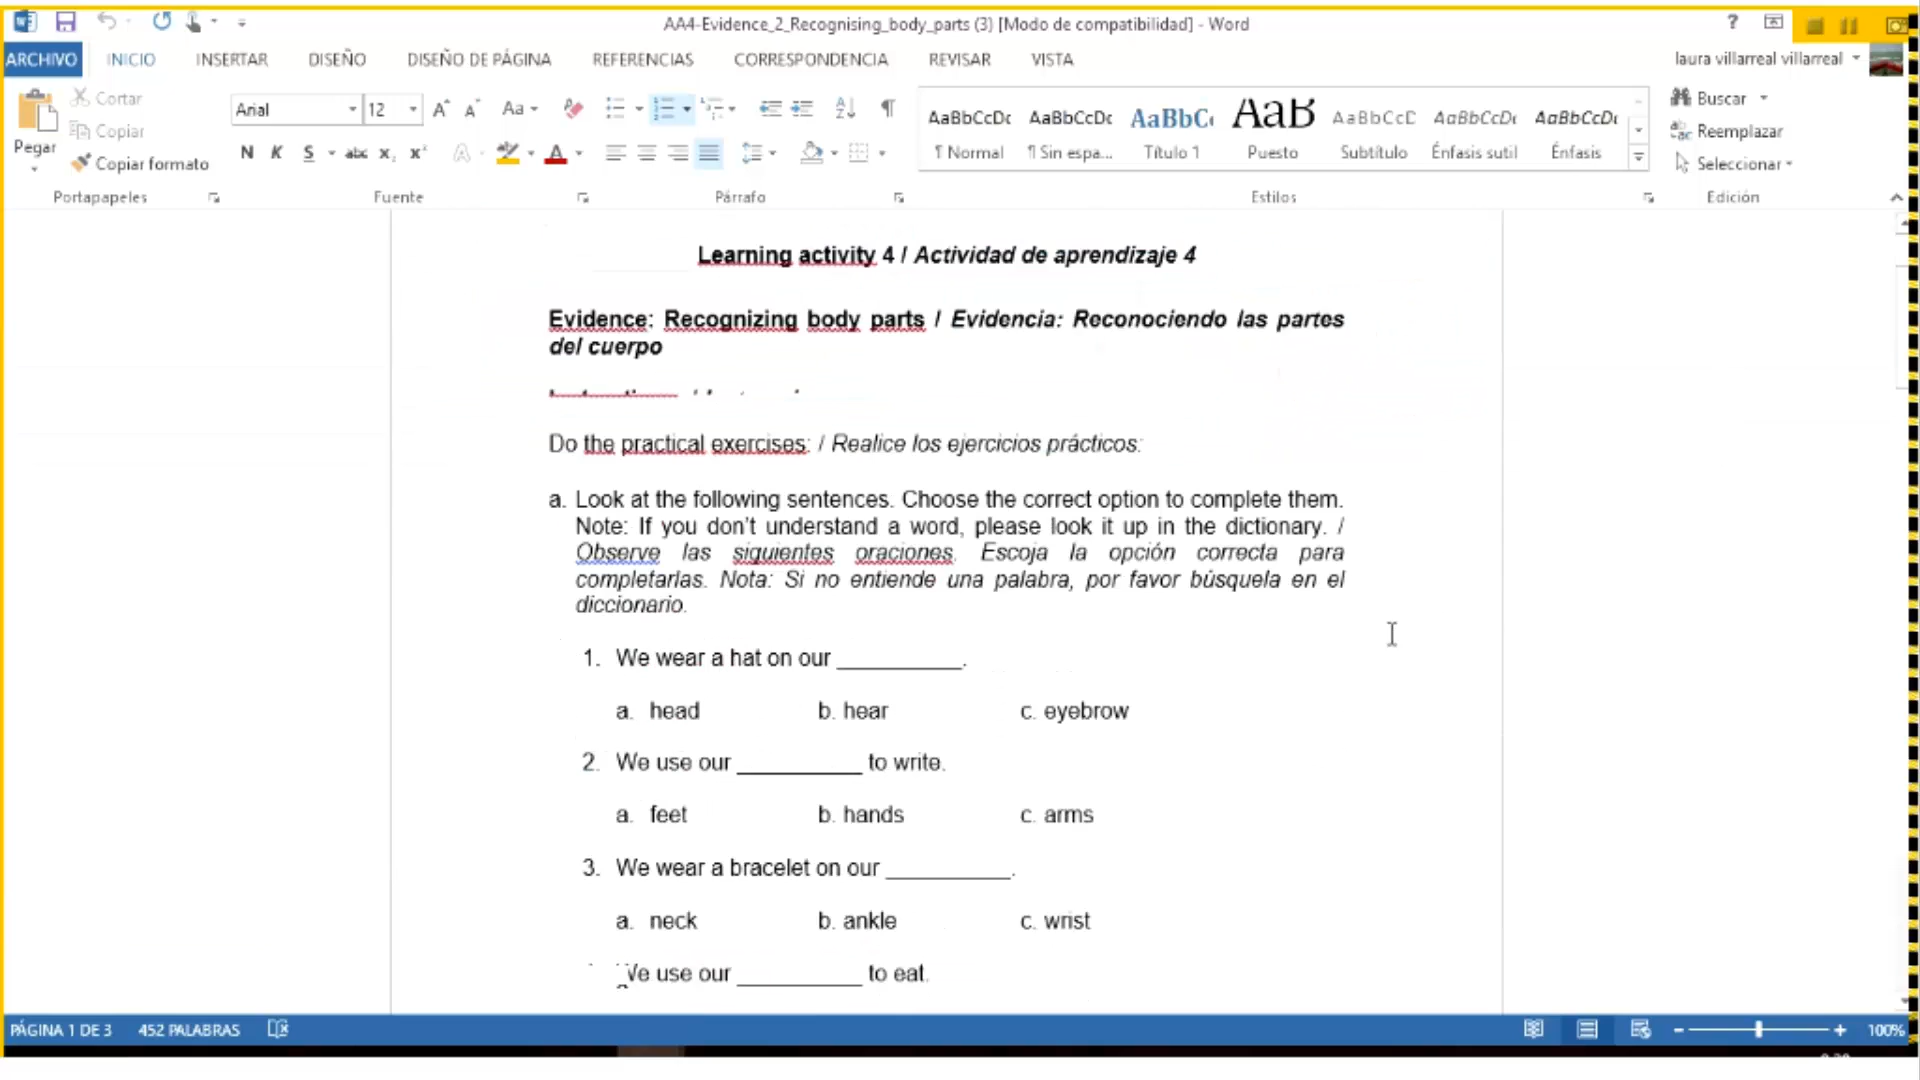 AA4-Evidence_2_Recognising_body_parts (3) [Modo de compatibilidad] - Word
?
ARCHIVO INICIO INSERTAR DISEÑO DISEÑO DE PÁGINA REFERENCIAS CORRESPONDENCIA REVISAR VISTA laura villarreal villarreal
Pegar
Cortar
Copiar
Copiar formato
Arial 12
N K S abc
AaBbCcDc AaBbCcDc AaBbC AaB AaBbCcC AaBbCcDc AaBbCcDc
¶ Normal ¶ Sin espa... Título 1 Puesto Subtítulo Énfasis sutil Énfasis
Buscar
Reemplazar
Seleccionar
Portapapeles Fuente Párrafo Estilos Edición
Learning activity 4 / Actividad de aprendizaje 4
Evidence: Recognizing body parts / Evidencia: Reconociendo las partes
del cuerpo
Do the practical exercises: / Realice los ejercicios prácticos:
a. Look at the following sentences. Choose the correct option to complete them.
Note: If you don't understand a word, please look it up in the dictionary. /
Observe las siguientes oraciones. Escoja la opción correcta para
completarlas. Nota: Si no entiende una palabra, por favor búsquela en el
diccionario.
1. We wear a hat on our __________.
a. head b. hear c. eyebrow
2. We use our __________ to write.
a. feet b. hands c. arms
3. We wear a bracelet on our __________.
a. neck b. ankle c. wrist
We use our __________ to eat.
PÁGINA 1 DE 3 452 PALABRAS 100%